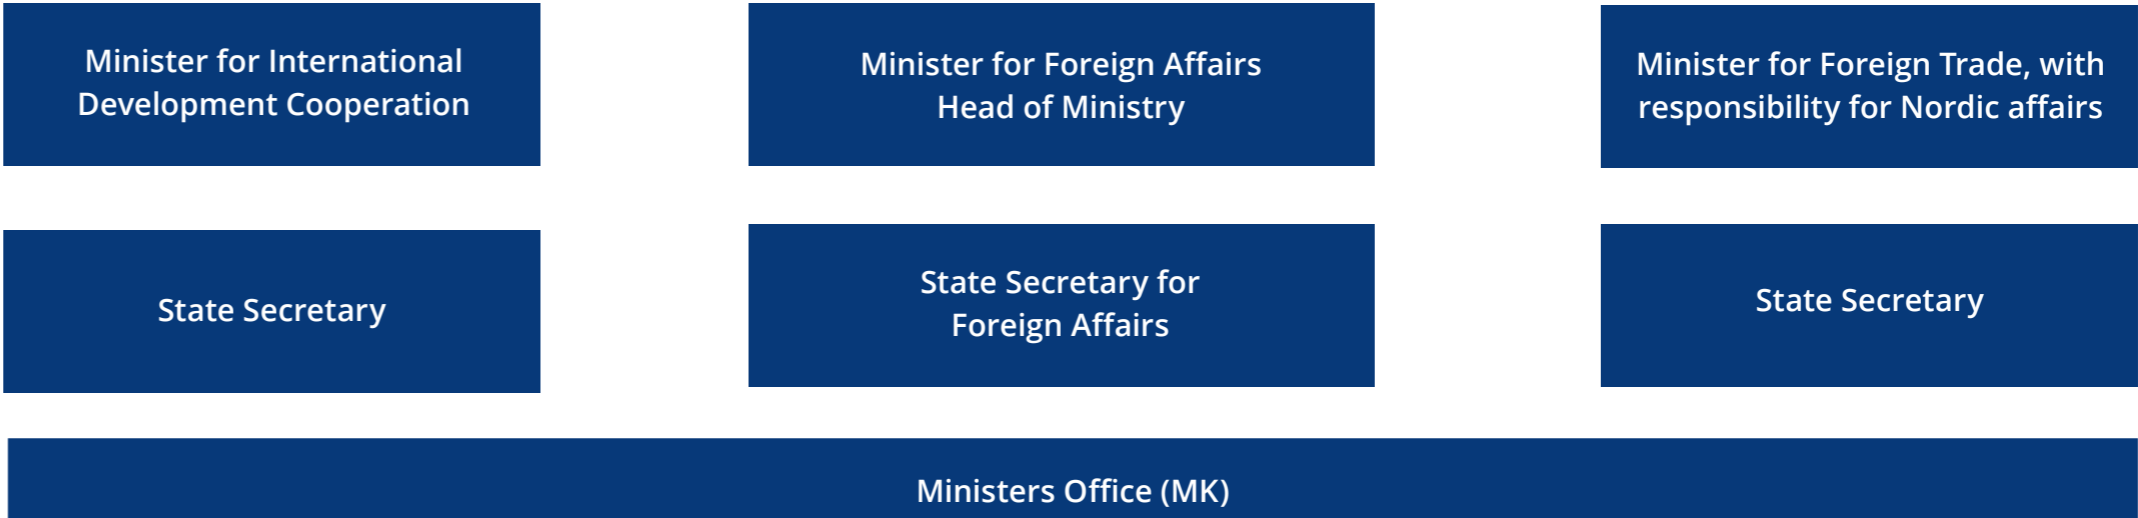 Minister for International
Development Cooperation
Minister for Foreign Affairs
Head of Ministry
Minister for Foreign Trade, with
responsibility for Nordic affairs
State Secretary
State Secretary for
Foreign Affairs
State Secretary
Ministers Office (MK)